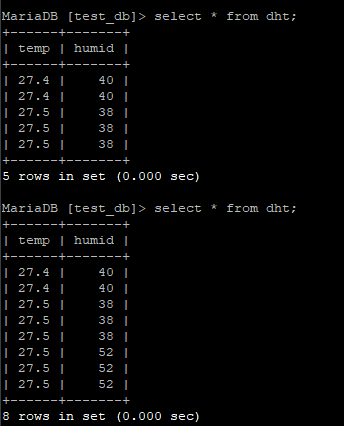 MariaDB [test_db]> select * from dht;
+------+-------+
| temp | humid |
+------+-------+
| 27.4 |    40 |
| 27.4 |    40 |
| 27.5 |    38 |
| 27.5 |    38 |
| 27.5 |    38 |
+------+-------+
5 rows in set (0.000 sec)
MariaDB [test_db]> select * from dht;
+------+-------+
| temp | humid |
+------+-------+
| 27.4 |    40 |
| 27.4 |    40 |
| 27.5 |    38 |
| 27.5 |    38 |
| 27.5 |    38 |
| 27.5 |    52 |
| 27.5 |    52 |
| 27.5 |    52 |
+------+-------+
8 rows in set (0.000 sec)